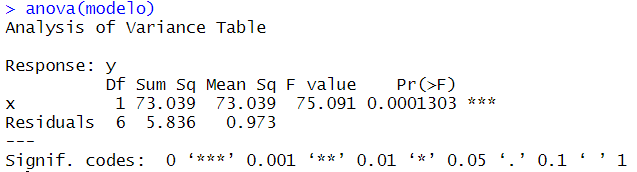 > anova(modelo)
Analysis of Variance Table

Response: y
          Df Sum Sq Mean Sq F value    Pr(>F)
x          1 73.039  73.039  75.091 0.0001303 ***
Residuals  6  5.836   0.973
---
Signif. codes:  0 ‘***’ 0.001 ‘**’ 0.01 ‘*’ 0.05 ‘.’ 0.1 ‘ ’ 1